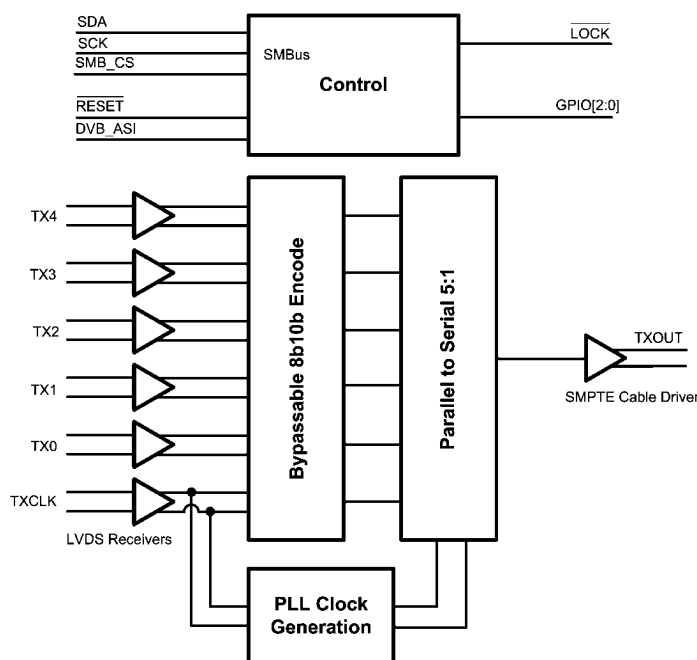 SDA
SCK
SMB_CS
RESET
DVB_ASI
SMBus
Control
LOCK
GPIO[2:0]
TX4
TX3
TX2
TX1
TX0
TXCLK
LVDS Receivers
Bypassable 8b10b Encode
Parallel to Serial 5:1
TXOUT
SMPTE Cable Driver
PLL Clock
Generation